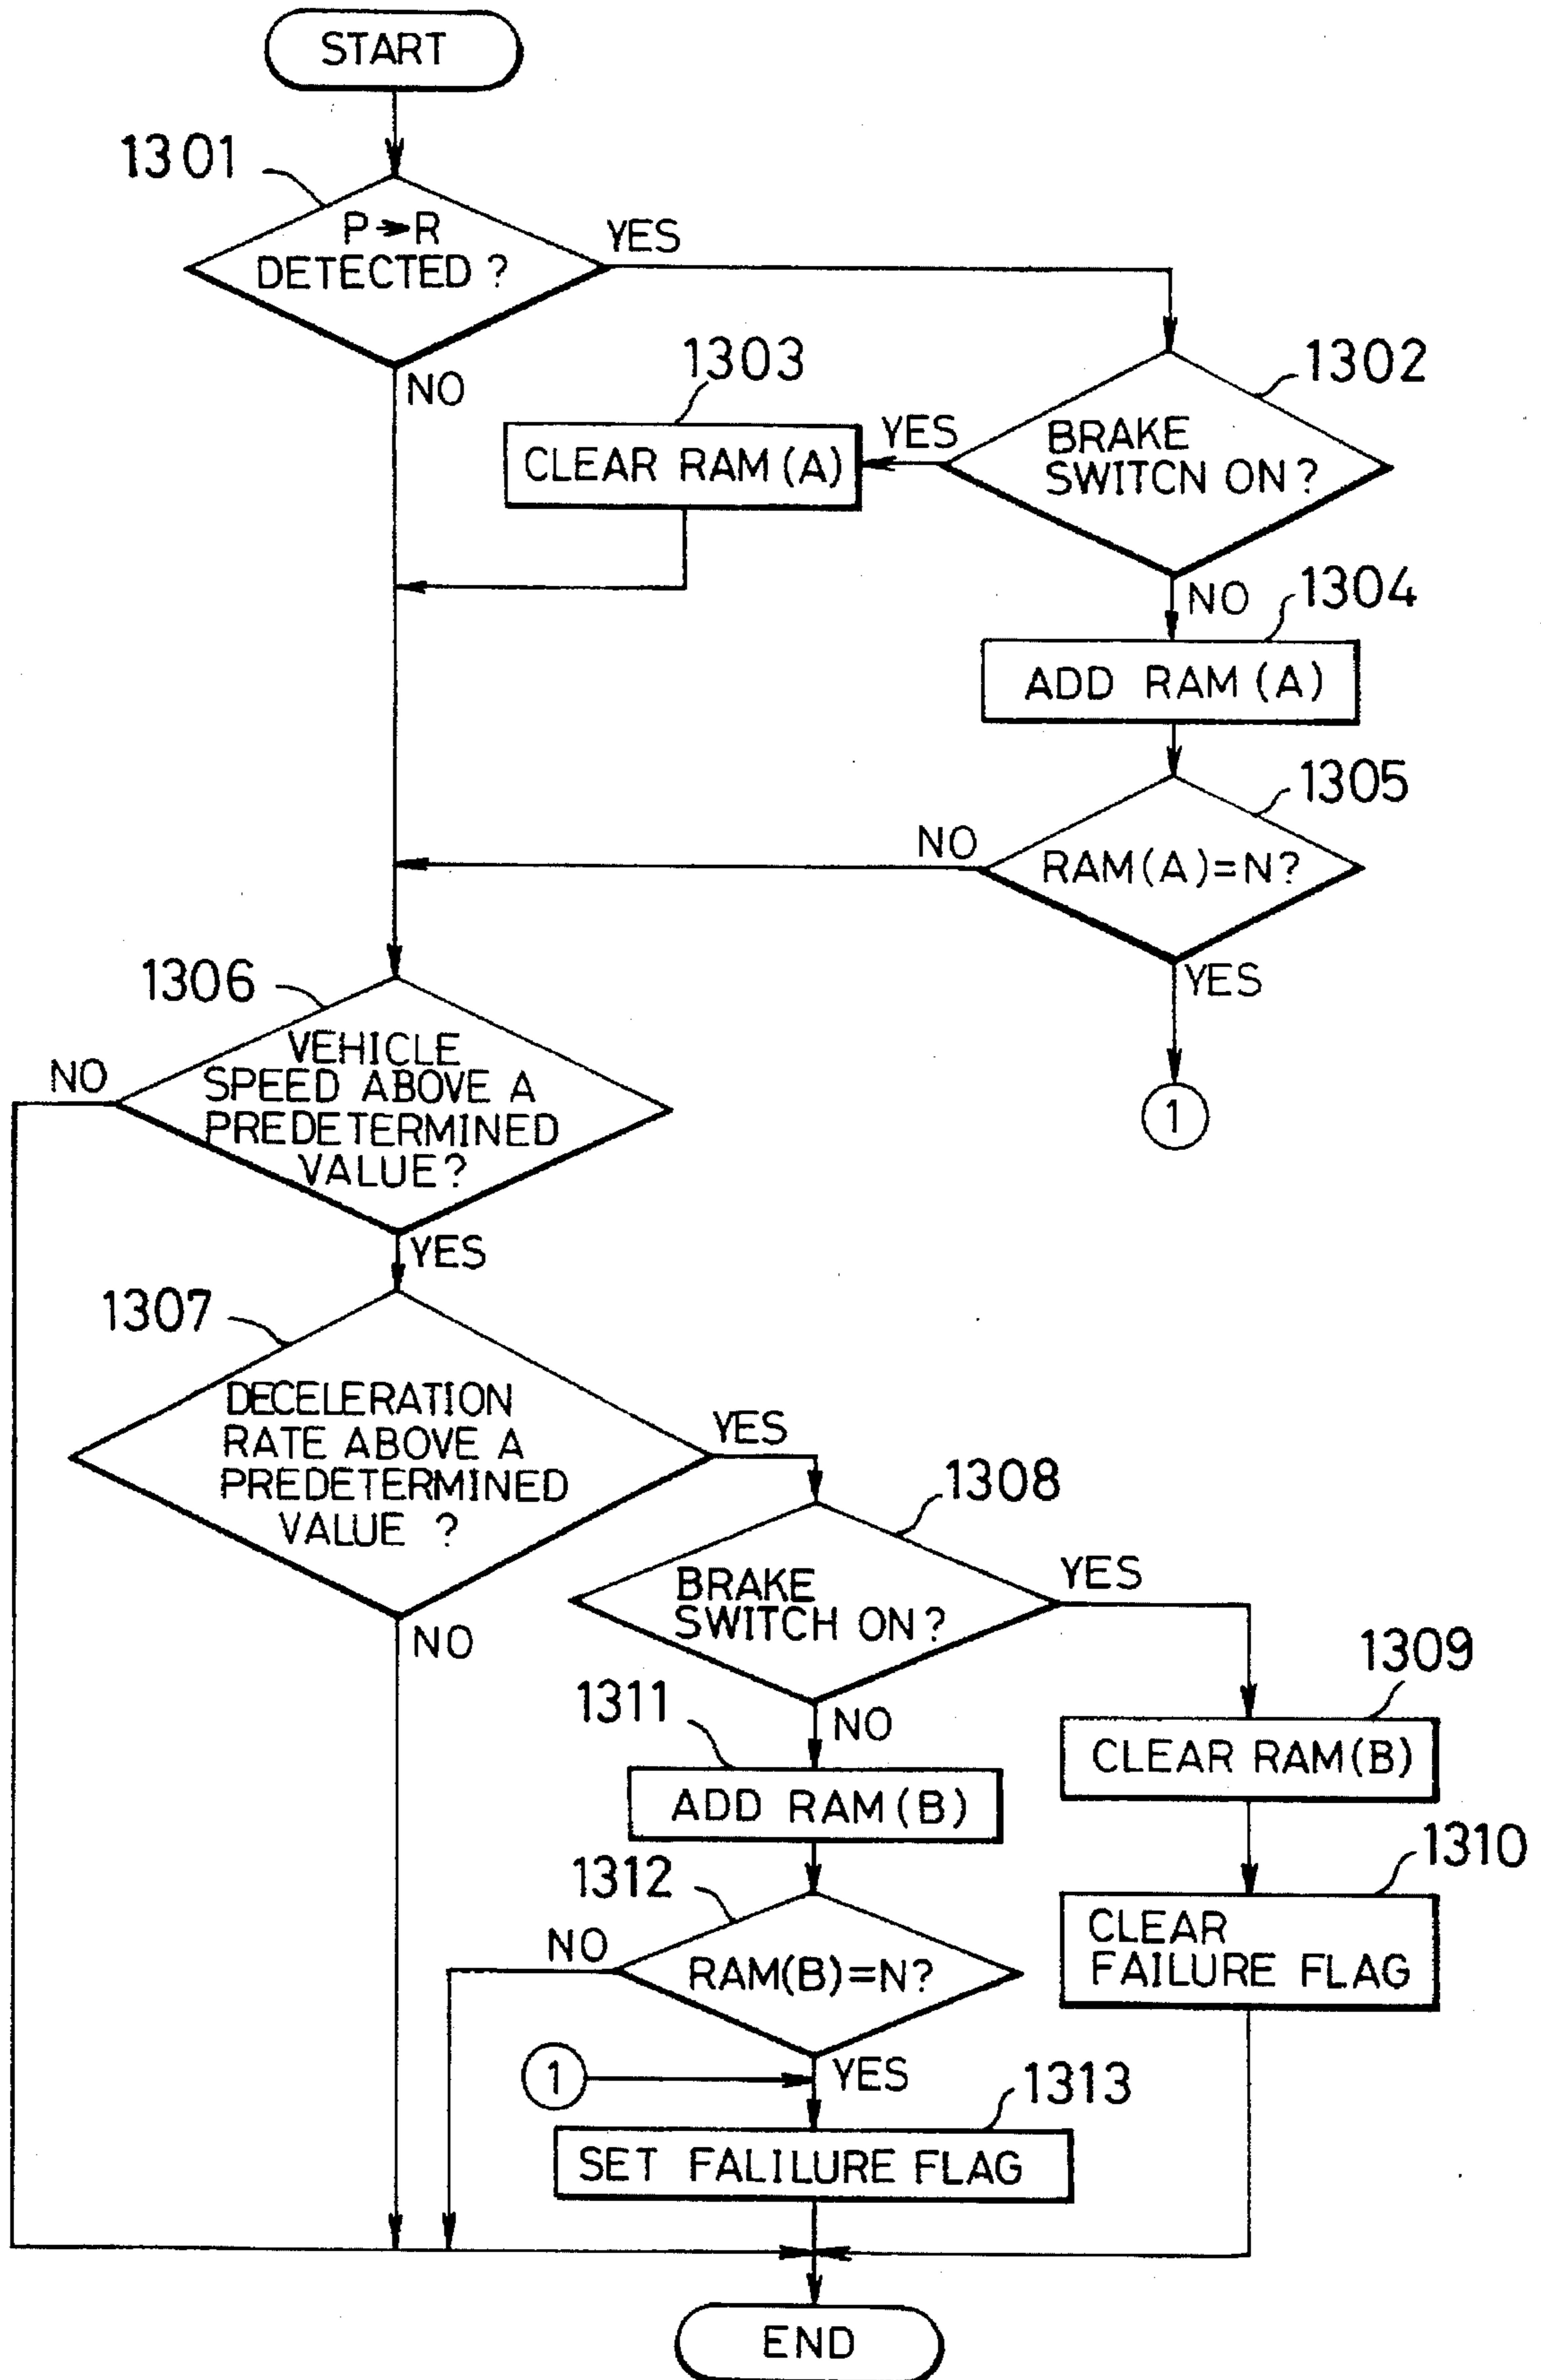 START
1301
P→R
DETECTED ?
YES
NO
1302
BRAKE
SWITCN ON?
YES
1303
CLEAR RAM(A)
NO
1304
ADD RAM (A)
1305
RAM(A)=N?
NO
YES
1
1306
VEHICLE
SPEED ABOVE A
PREDETERMINED
VALUE?
NO
YES
1307
DECELERATION
RATE ABOVE A
PREDETERMINED
VALUE ?
YES
NO
1308
BRAKE
SWITCH ON?
YES
NO
1309
CLEAR RAM(B)
1310
CLEAR
FAILURE FLAG
1311
ADD RAM(B)
1312
RAM(B)=N?
NO
YES
1
1313
SET FALILURE FLAG
END